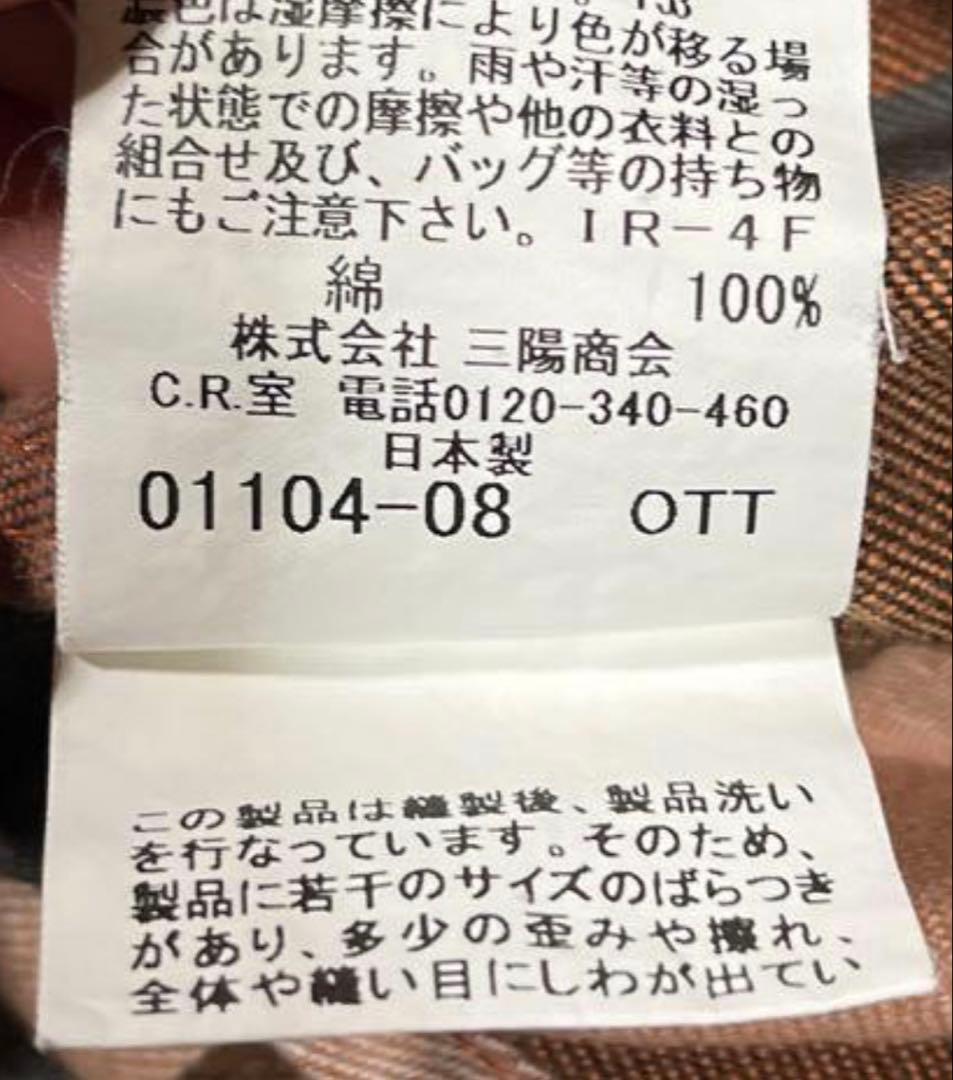 濃色は湿摩擦により色が移る場
合があります。雨や汗等の湿っ
た状態での摩擦や他の衣料との
組合せ及び、バッグ等の持ち物
にもご注意下さい。IR-4F
綿 100%
株式会社 三陽商会
C.R.室 電話0120-340-460
日本製
01104-08 OTT
この製品は縫製後、製品洗い
を行なっています。そのため、
製品に若干のサイズのばらつき
があり、多少の歪みや擦れ、
全体や縫い目にしわが出てい